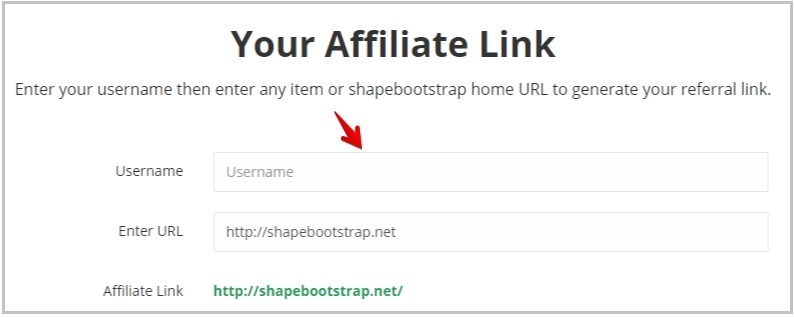 Your Affiliate Link
Enter your username then enter any item or shapebootstrap home URL to generate your referral link.
Username
Username
Enter URL
http://shapebootstrap.net
Affiliate Link
http://shapebootstrap.net/